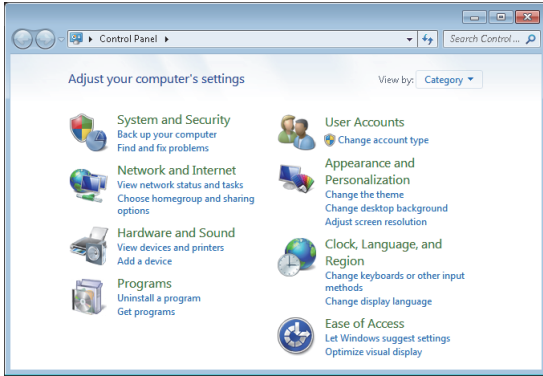 Control Panel
Search Control ...
Adjust your computer's settings
View by: Category
System and Security
Back up your computer
Find and fix problems
Network and Internet
View network status and tasks
Choose homegroup and sharing
options
Hardware and Sound
View devices and printers
Add a device
Programs
Uninstall a program
Get programs
User Accounts
Change account type
Appearance and
Personalization
Change the theme
Change desktop background
Adjust screen resolution
Clock, Language, and
Region
Change keyboards or other input
methods
Change display language
Ease of Access
Let Windows suggest settings
Optimize visual display